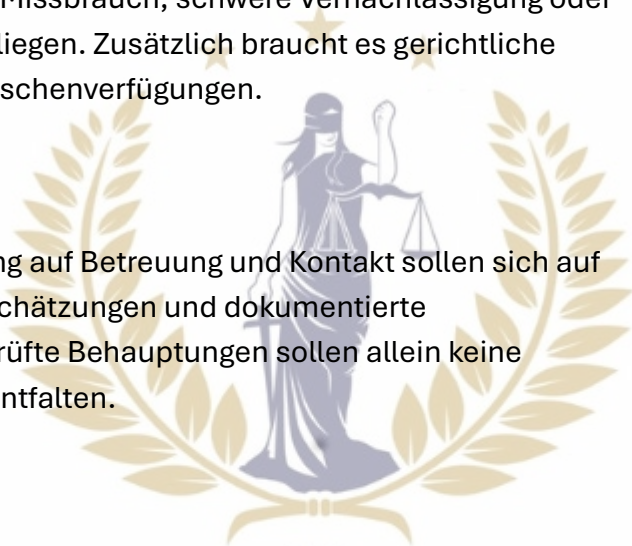 Missbrauch, schwere Vernachlässigung oder
liegen. Zusätzlich braucht es gerichtliche
schenverfügungen.
ng auf Betreuung und Kontakt sollen sich auf
chätzungen und dokumentierte
rüfte Behauptungen sollen allein keine
ntfalten.